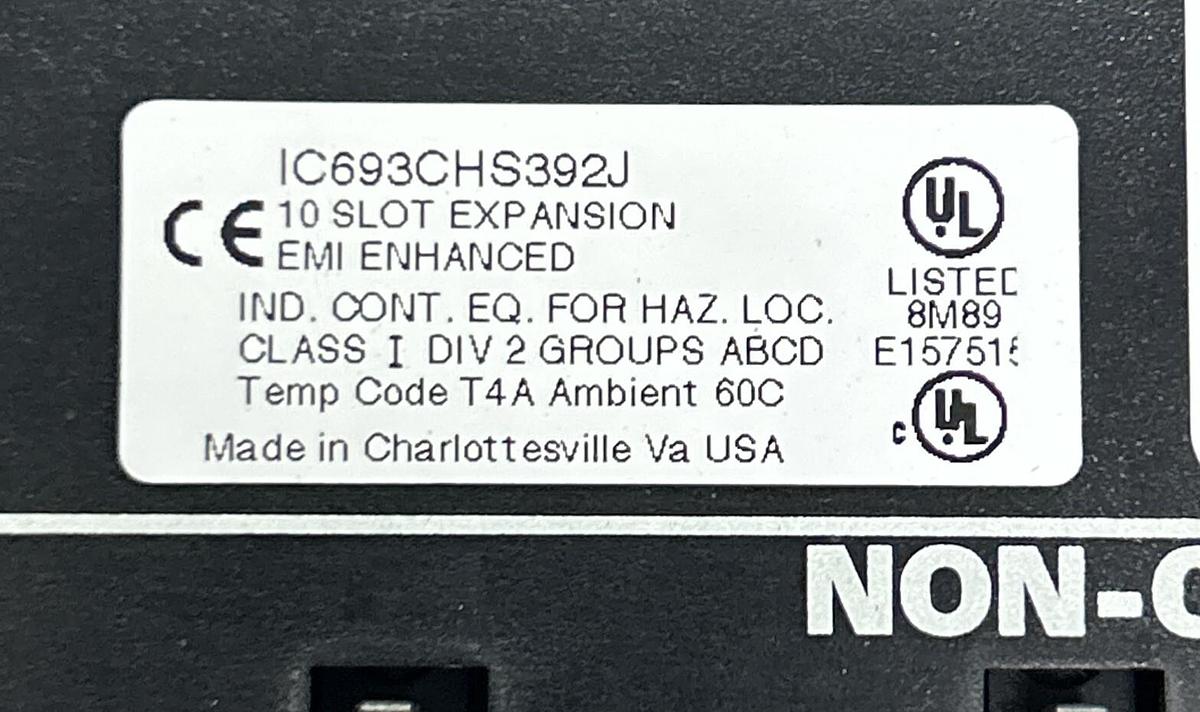 IC693CHS392J
CE 10 SLOT EXPANSION
EMI ENHANCED
IND. CONT. EQ. FOR HAZ. LOC.
CLASS I DIV 2 GROUPS ABCD
Temp Code T4A Ambient 60C
Made in Charlottesville Va USA
UL
LISTED
8M89
c UL
NON-